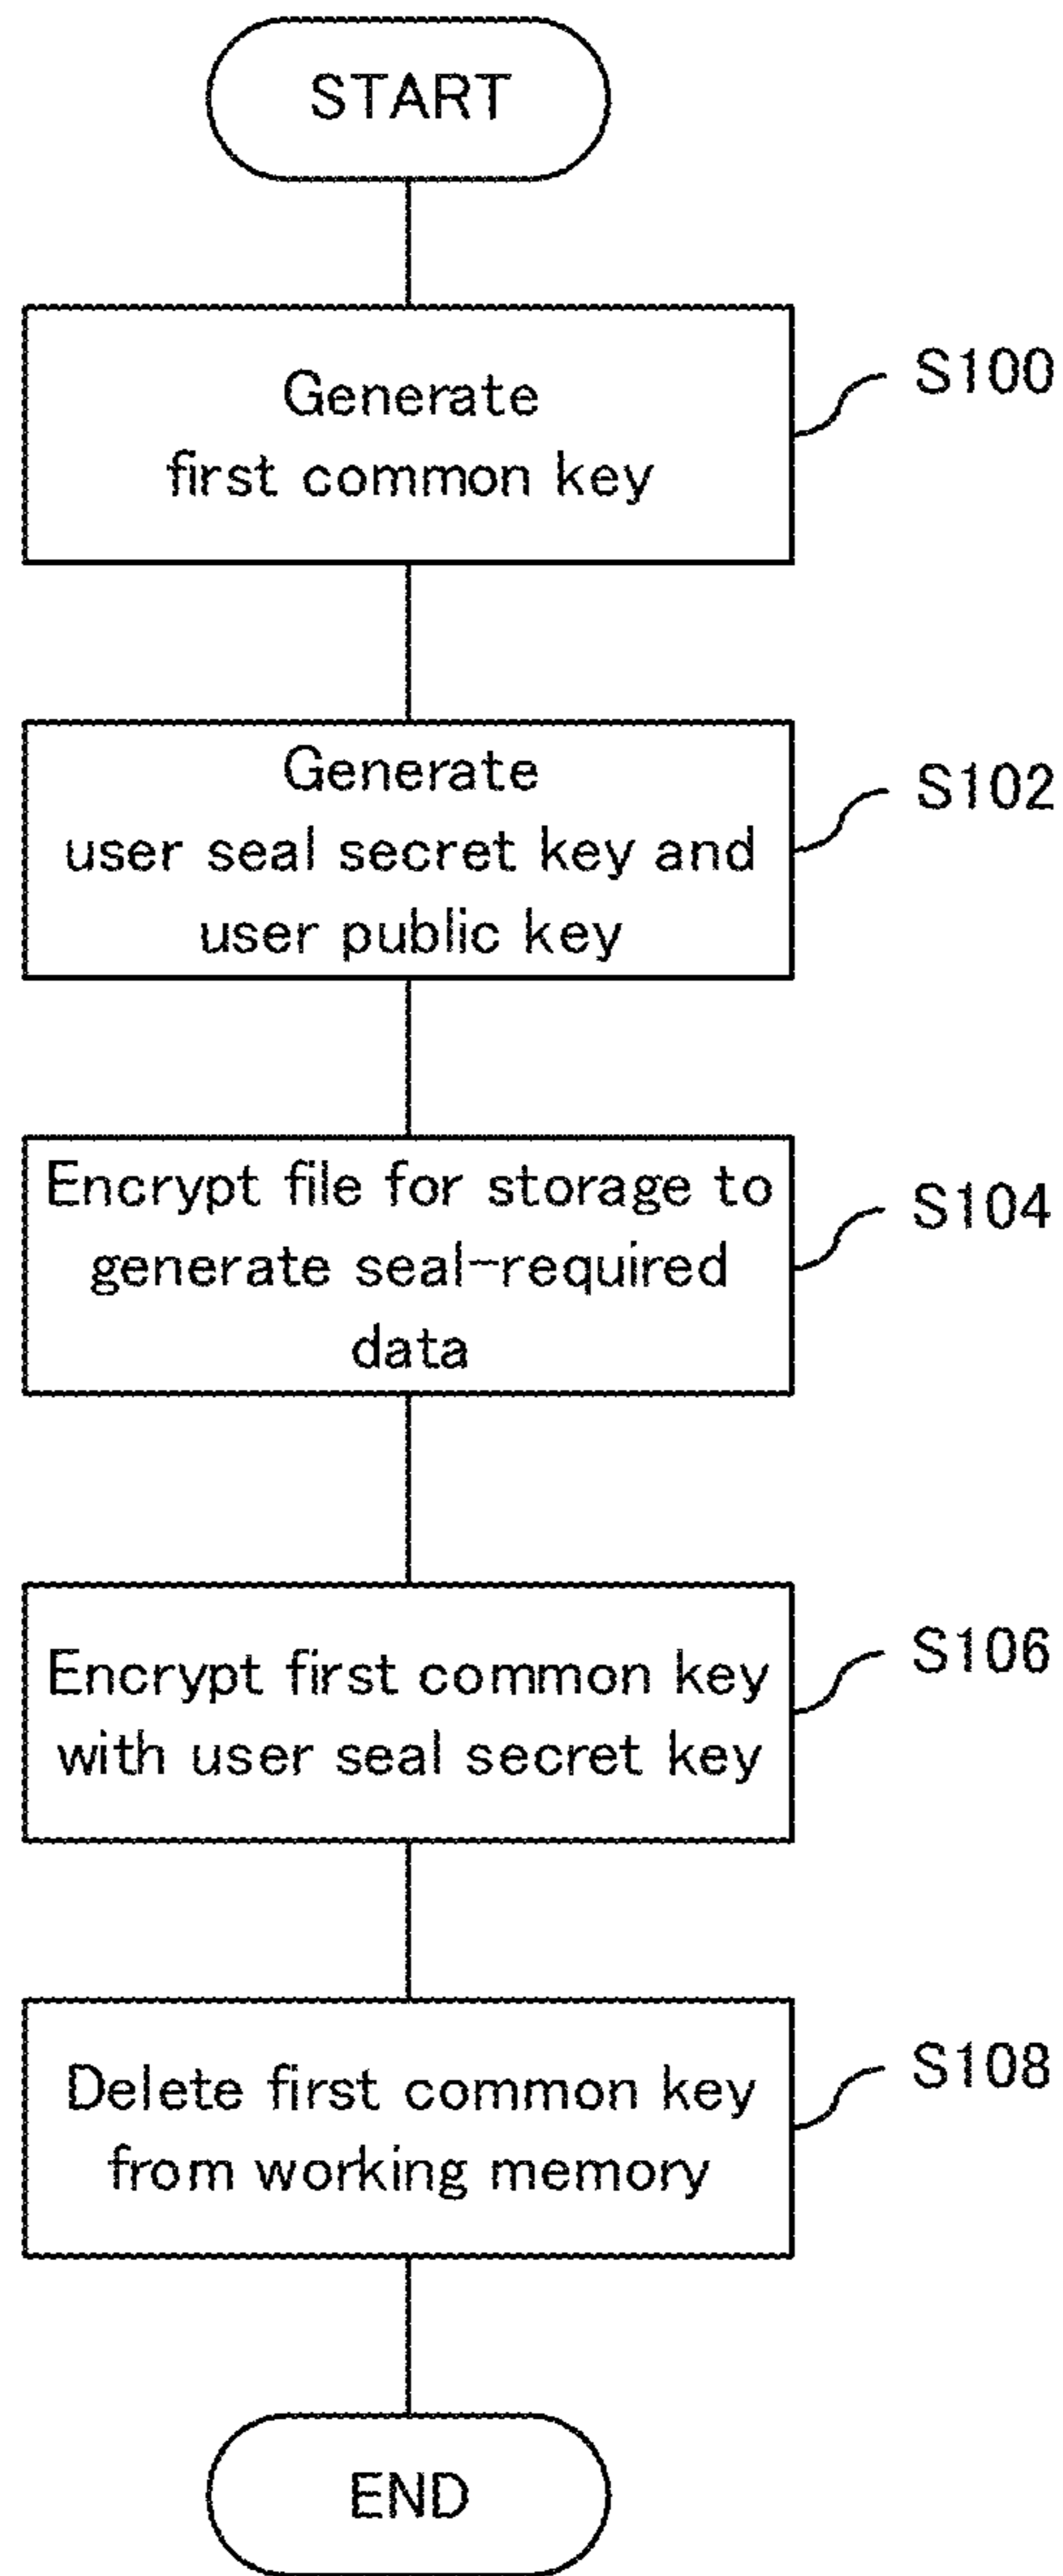 START
Generate
first common key
S100
Generate
user seal secret key and
user public key
S102
Encrypt file for storage to
generate seal-required
data
S104
Encrypt first common key
with user seal secret key
S106
Delete first common key
from working memory
S108
END